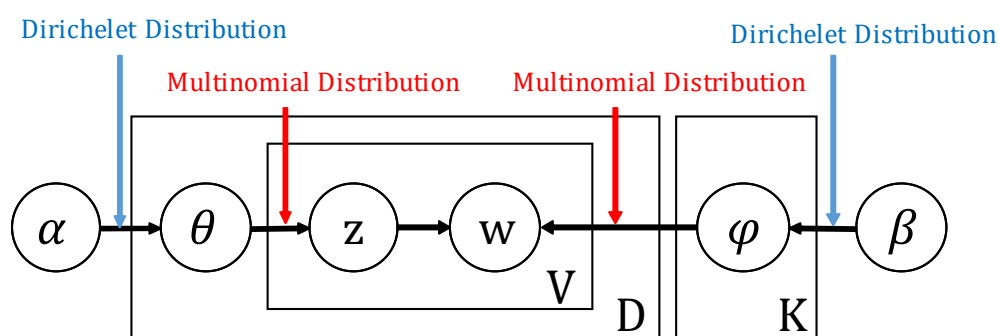 Dirichelet Distribution
Dirichelet Distribution
Multinomial Distribution
Multinomial Distribution
α
θ
z
w
φ
β
V
D
K